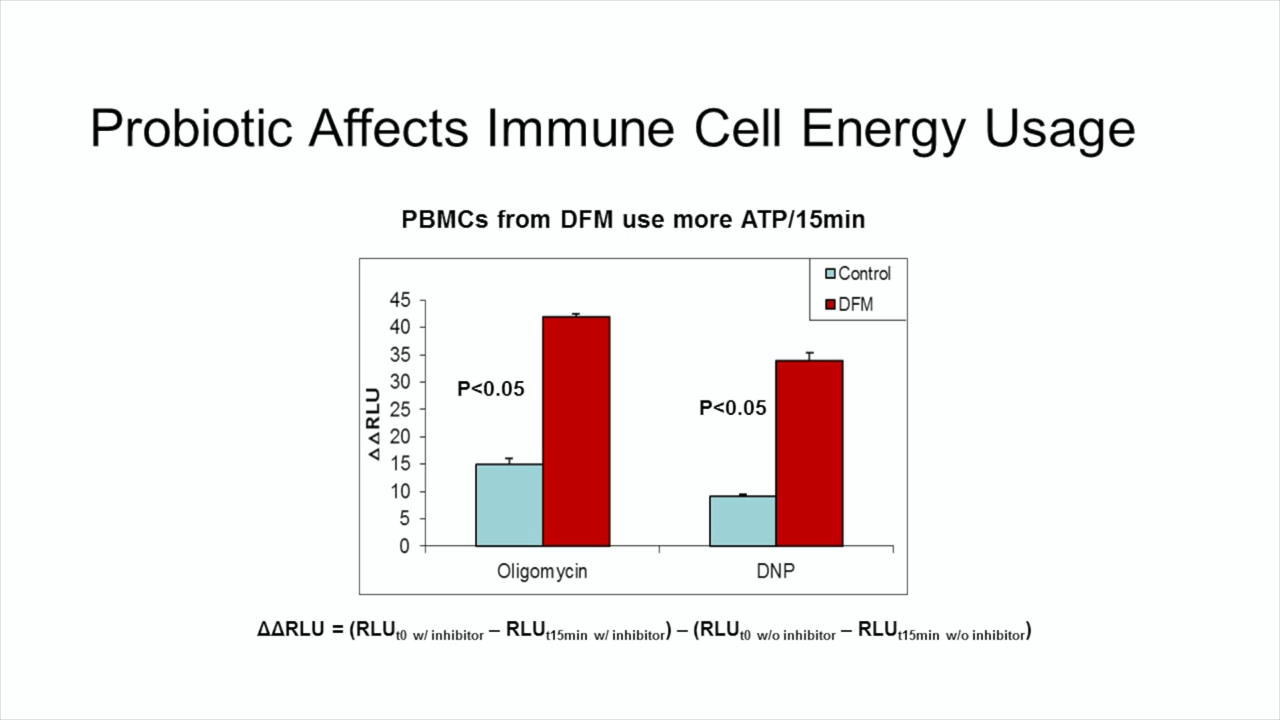 Probiotic Affects Immune Cell Energy Usage
PBMCs from DFM use more ATP/15min
Control
DFM
ΔΔRLU
45
40
35
30
25
20
15
10
5
0
P<0.05
P<0.05
Oligomycin
DNP
ΔΔRLU = (RLUt0 w/ inhibitor – RLUt15min w/ inhibitor) – (RLUt0 w/o inhibitor – RLUt15min w/o inhibitor)